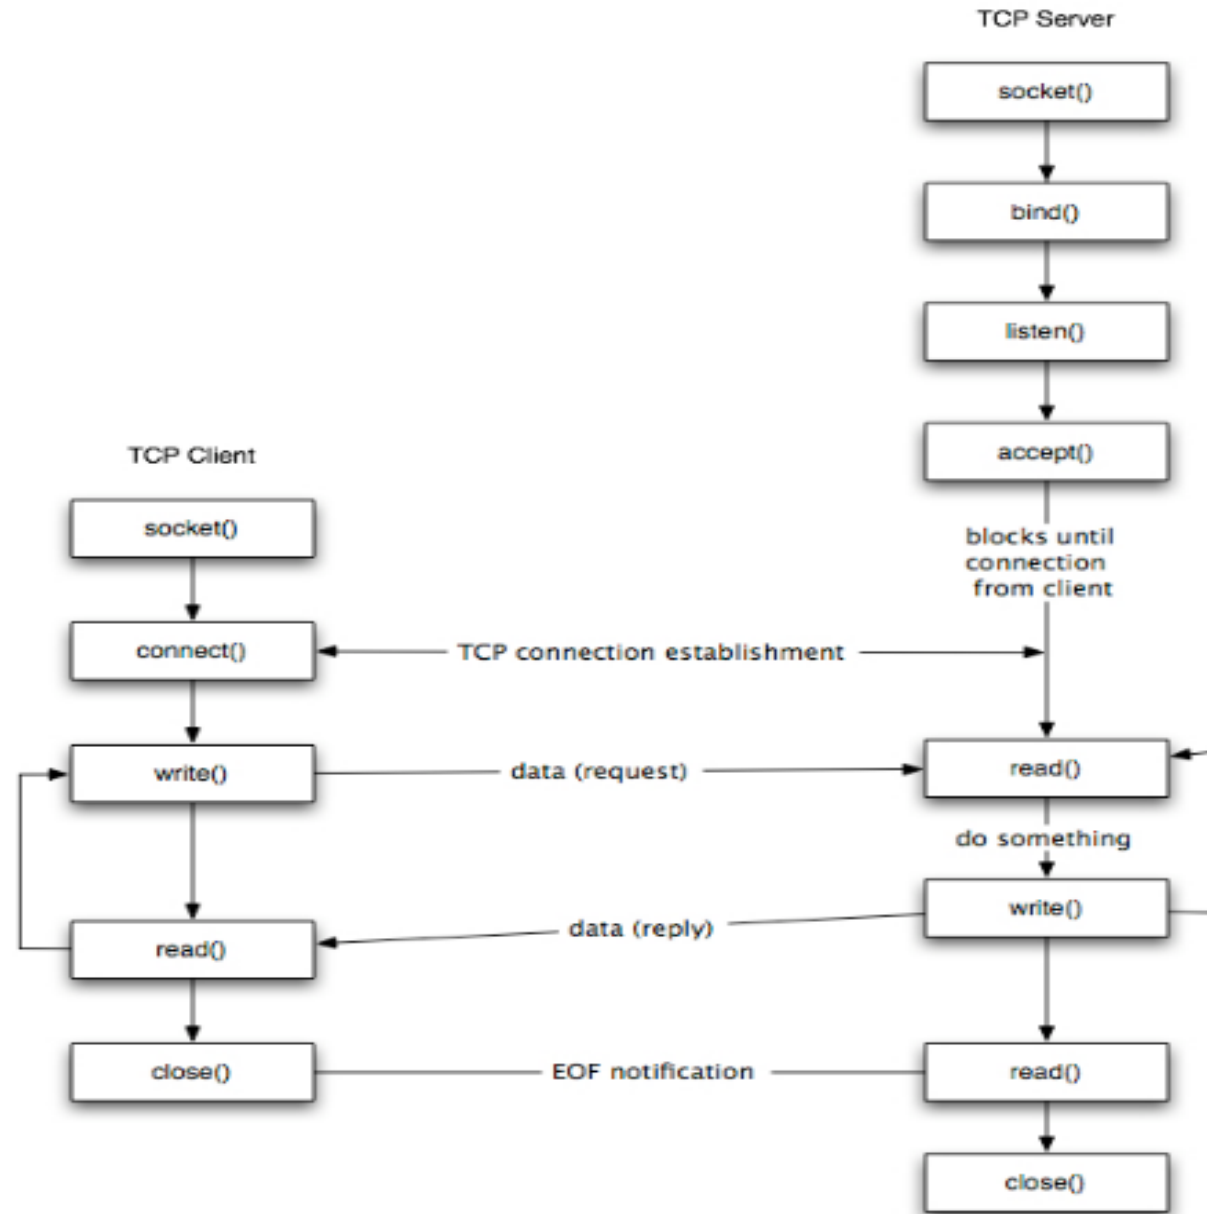 TCP Server
socket()
bind()
listen()
accept()
TCP Client
socket()
blocks until
connection
from client
connect()
TCP connection establishment
write()
data (request)
read()
do something
write()
data (reply)
read()
close()
EOF notification
read()
close()